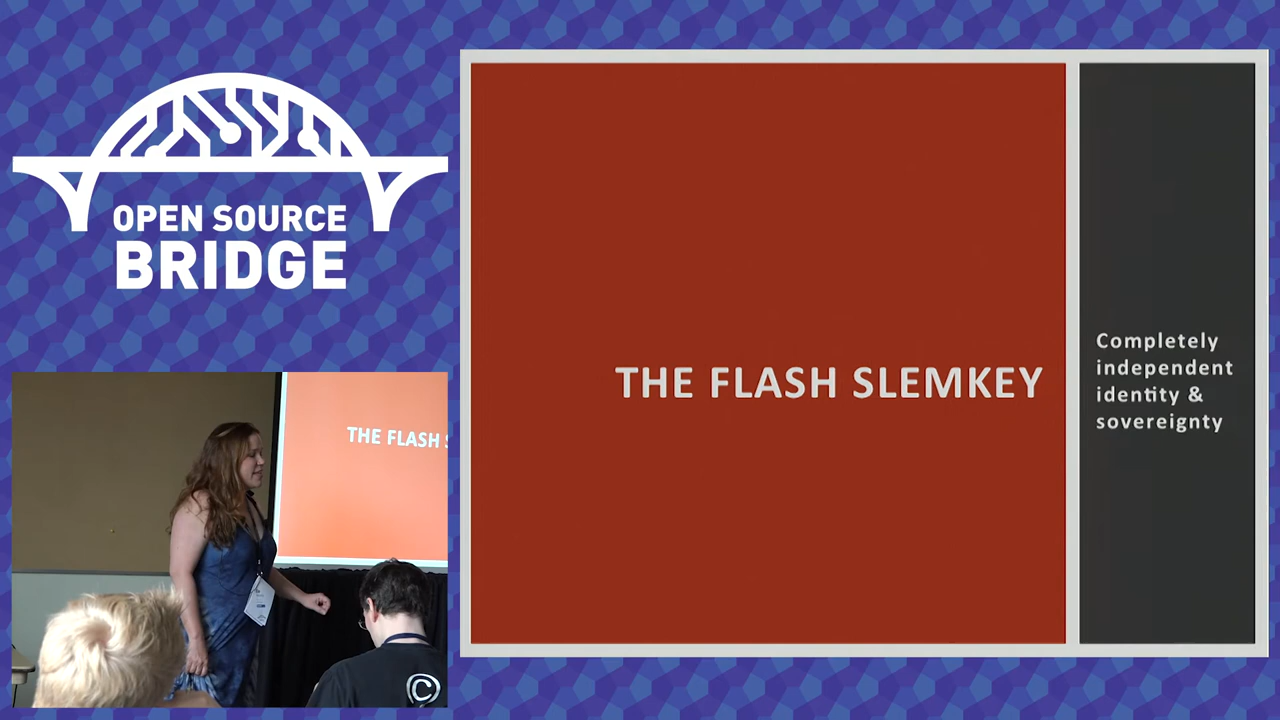 OPEN SOURCE
BRIDGE
THE FLASH SLEMKEY
Completely
independent
identity &
sovereignty
THE FLASH S
©